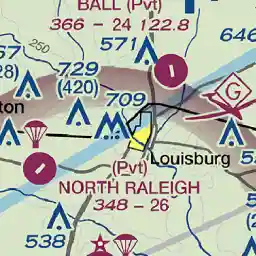 BALL (Pvt)
366 - 24 122.8
571
646
67
28)
250
729
(420)
709
G
ton
Louisburg
(Pvt)
NORTH RALEIGH
348 - 26
538